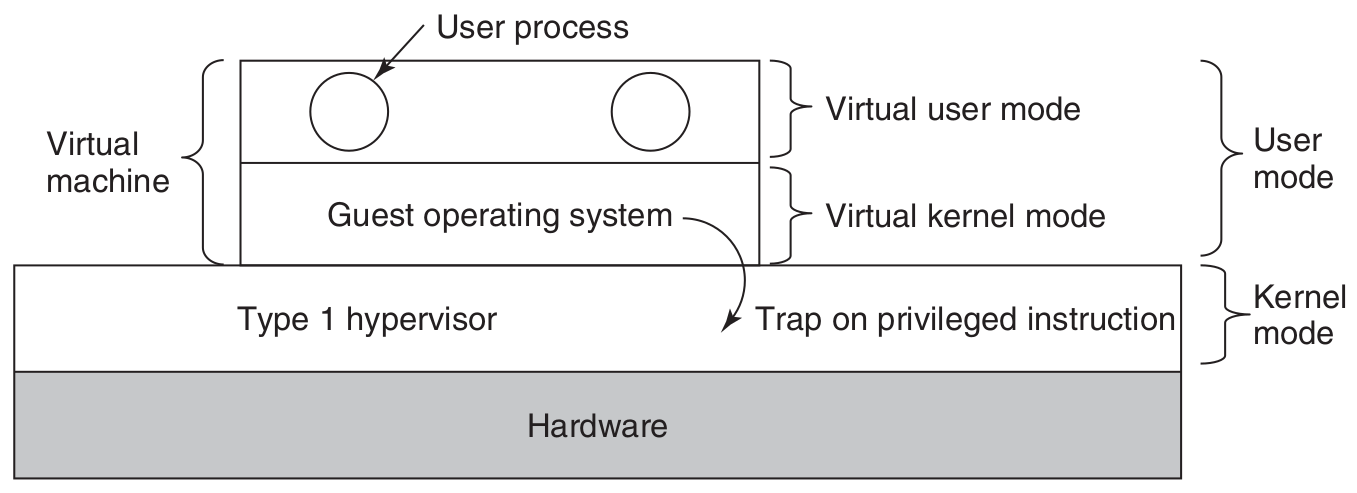 User process
Virtual user mode
Virtual
machine
User
mode
Guest operating system
Virtual kernel mode
Type 1 hypervisor
Trap on privileged instruction
Kernel
mode
Hardware